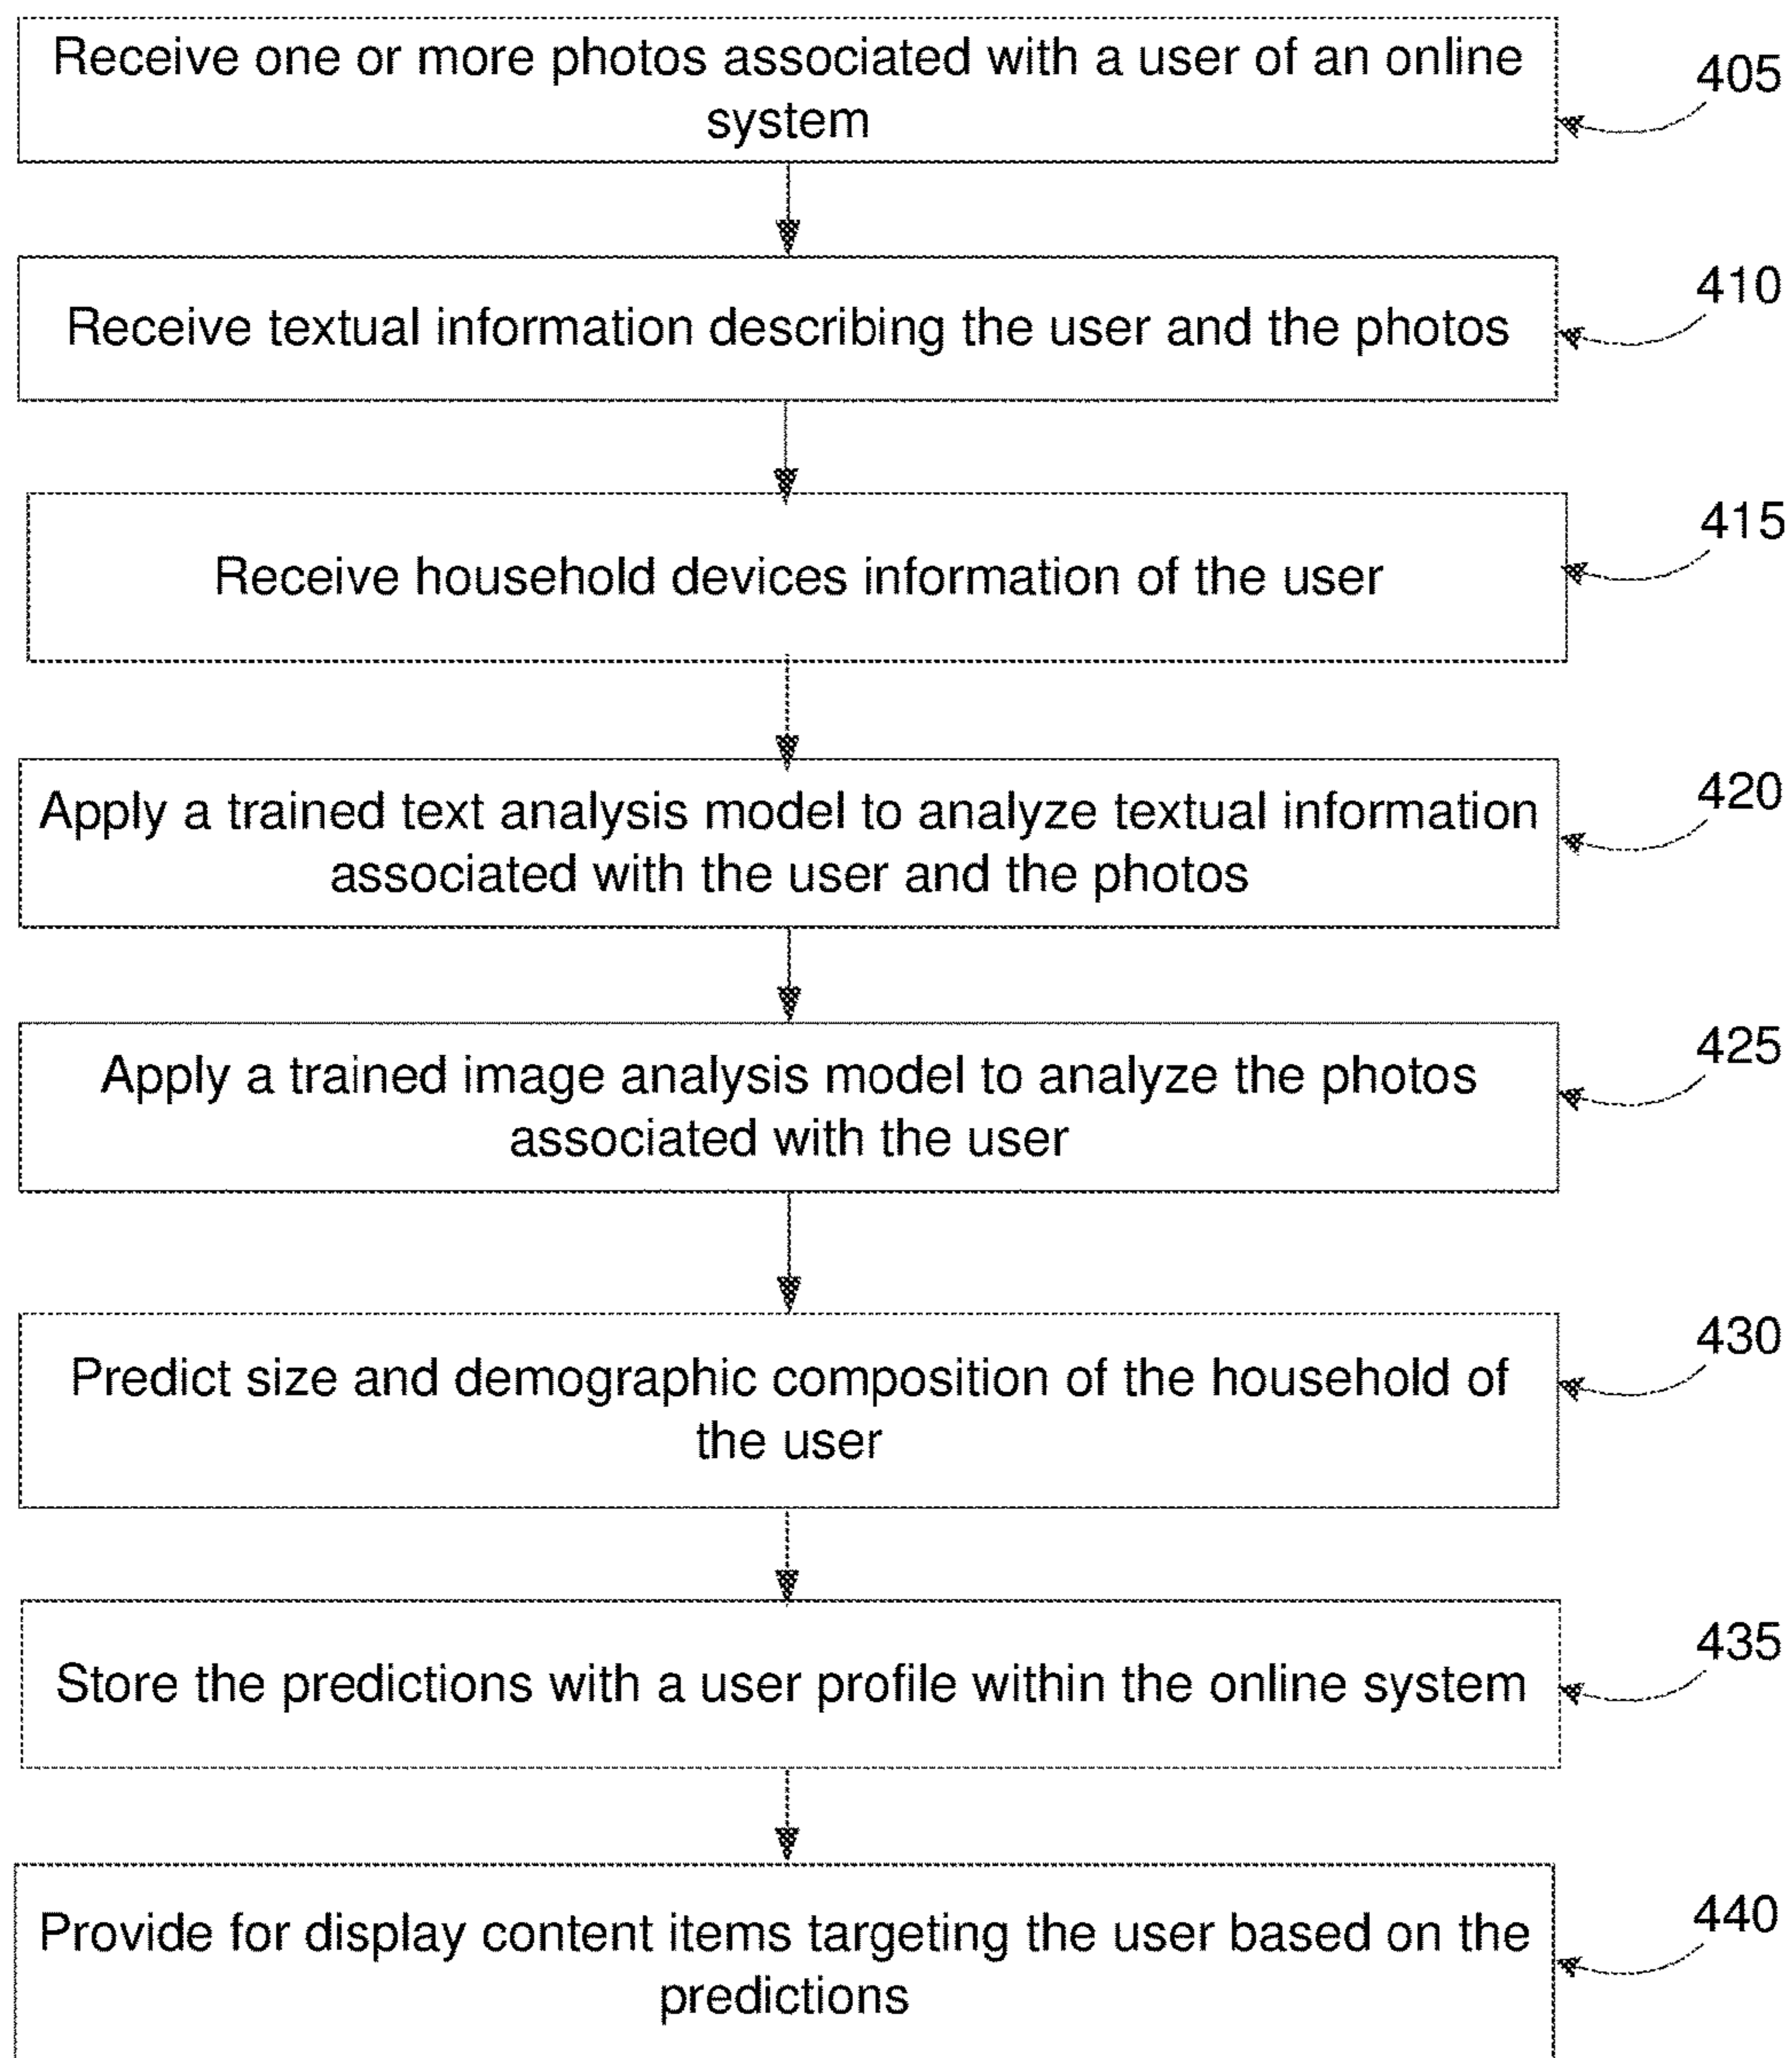 Receive one or more photos associated with a user of an online
system
405
Receive textual information describing the user and the photos
410
Receive household devices information of the user
415
Apply a trained text analysis model to analyze textual information
associated with the user and the photos
420
Apply a trained image analysis model to analyze the photos
associated with the user
425
Predict size and demographic composition of the household of
the user
430
Store the predictions with a user profile within the online system
435
Provide for display content items targeting the user based on the
predictions
440